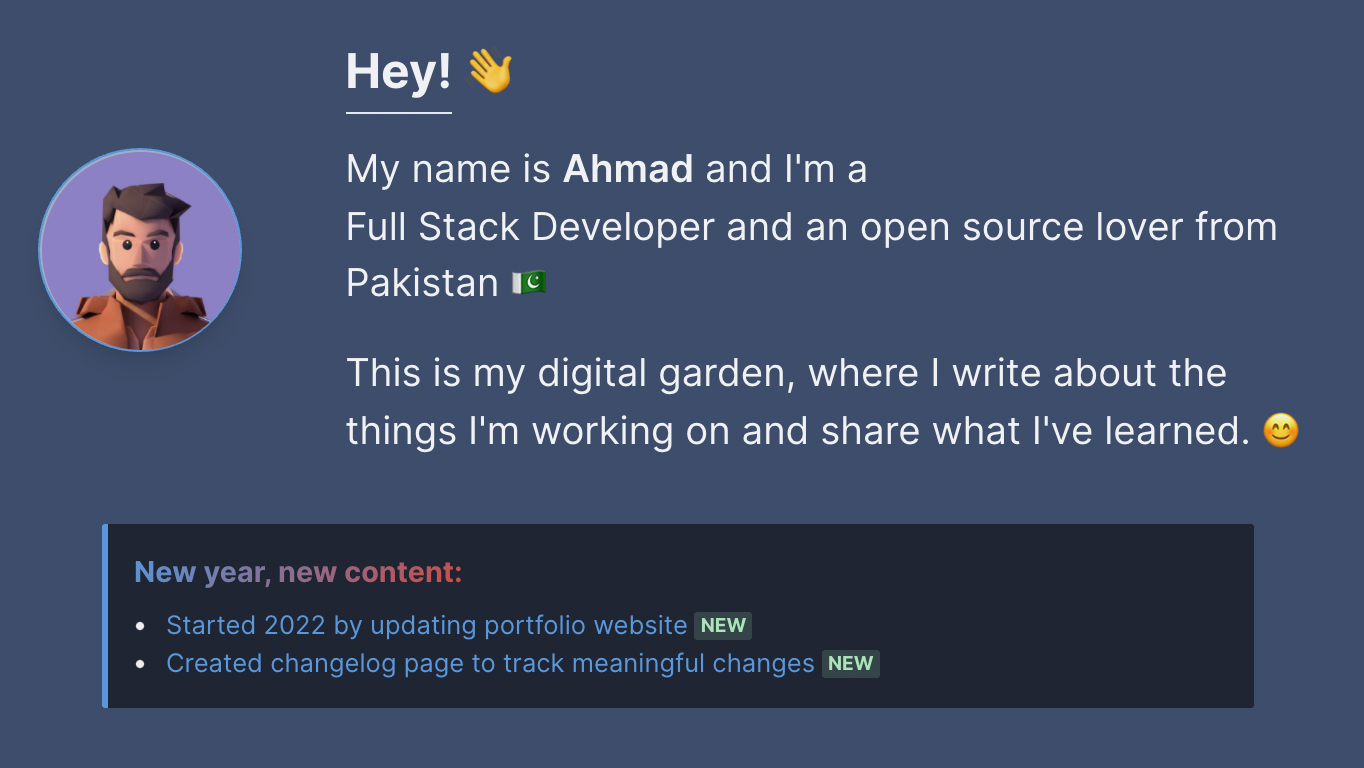 Hey! 👋
My name is Ahmad and I'm a
Full Stack Developer and an open source lover from
Pakistan 🇵🇰
This is my digital garden, where I write about the
things I'm working on and share what I've learned. 😊
New year, new content:
• Started 2022 by updating portfolio website NEW
• Created changelog page to track meaningful changes NEW